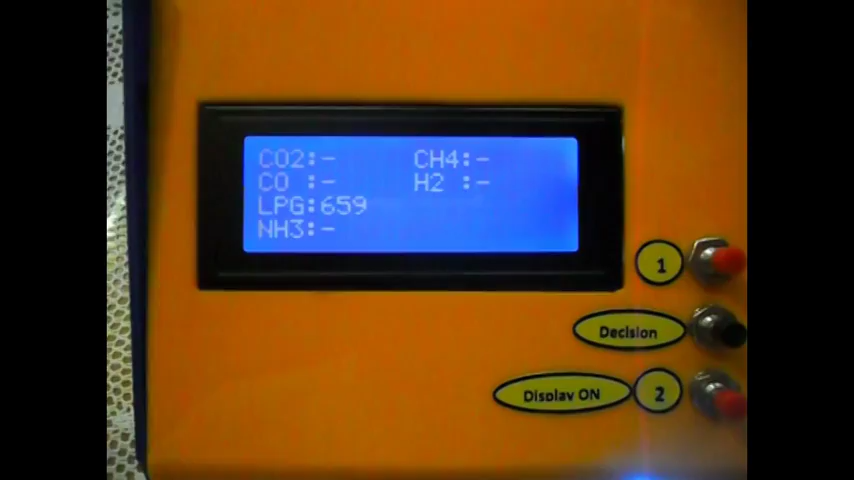 CO2:- CH4:-
CO :- H2 :-
LPG:659
NH3:-
1
Decision
Display ON 2